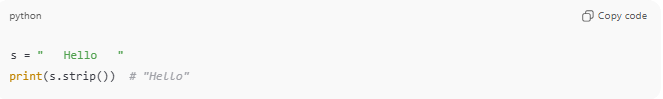 python
Copy code
s = "   Hello   "
print(s.strip())  # "Hello"